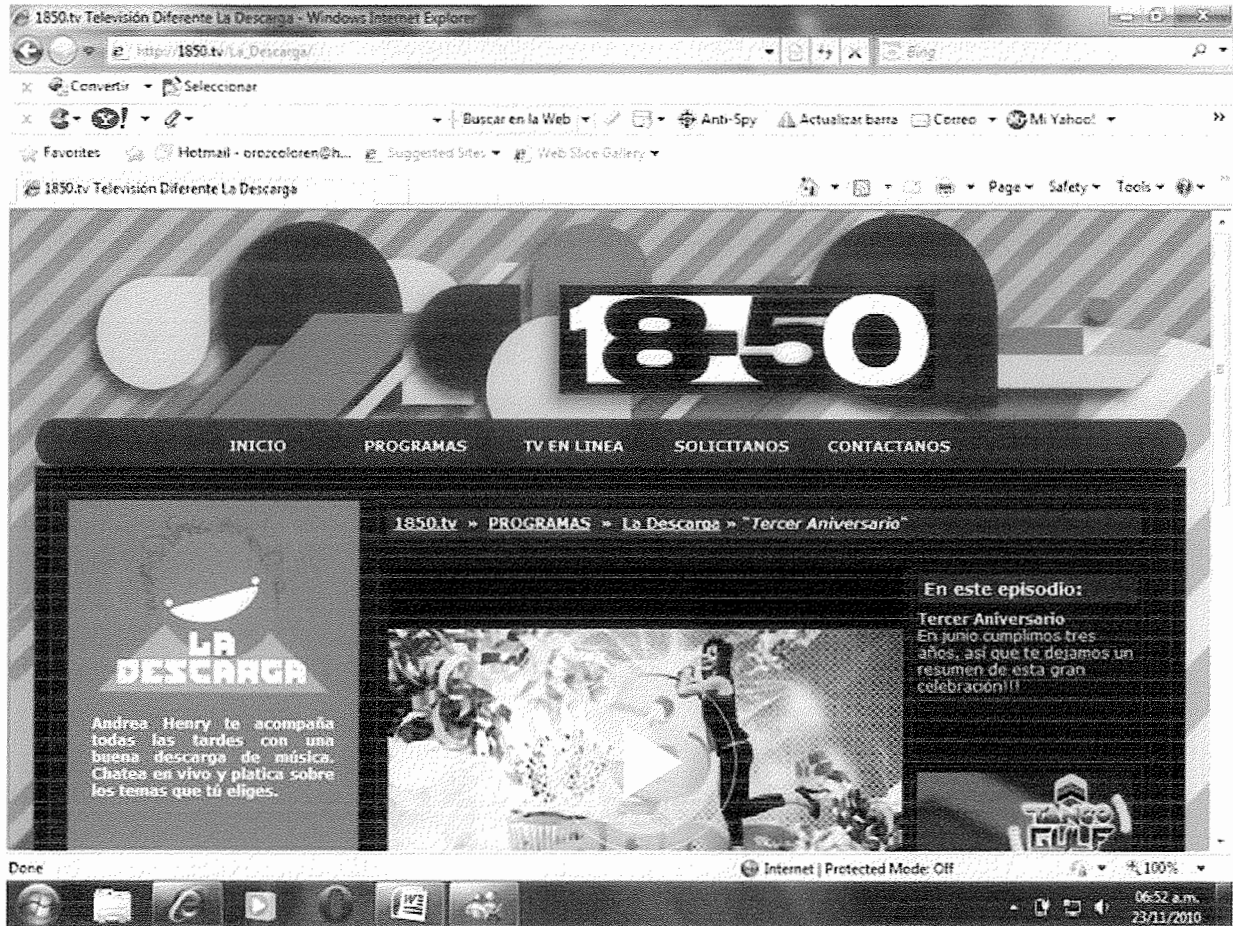 1850.tv Televisión Diferente La Descarga - Windows Internet Explorer
http://1850.tv/La_Descarga/
Bing
Convertir
Seleccionar
Buscar en la Web
Anti-Spy
Actualizar barra
Correo
Mi Yahoo!
Favorites
Hotmail - orozcoloren@h...
Suggested Sites
Web Slice Gallery
1850.tv Televisión Diferente La Descarga
Page
Safety
Tools
18-50
INICIO
PROGRAMAS
TV EN LINEA
SOLICITANOS
CONTACTANOS
1850.tv » PROGRAMAS » La Descarga » "Tercer Aniversario"
LA
DESCARGA
Andrea Henry te acompaña
todas las tardes con una
buena descarga de música.
Chatea en vivo y platica sobre
los temas que tú eliges.
En este episodio:
Tercer Aniversario
En junio cumplimos tres
años, así que te dejamos un
resumen de esta gran
celebración!!!
TANGO
GULF
Done
Internet | Protected Mode: Off
100%
06:52 a.m.
23/11/2010